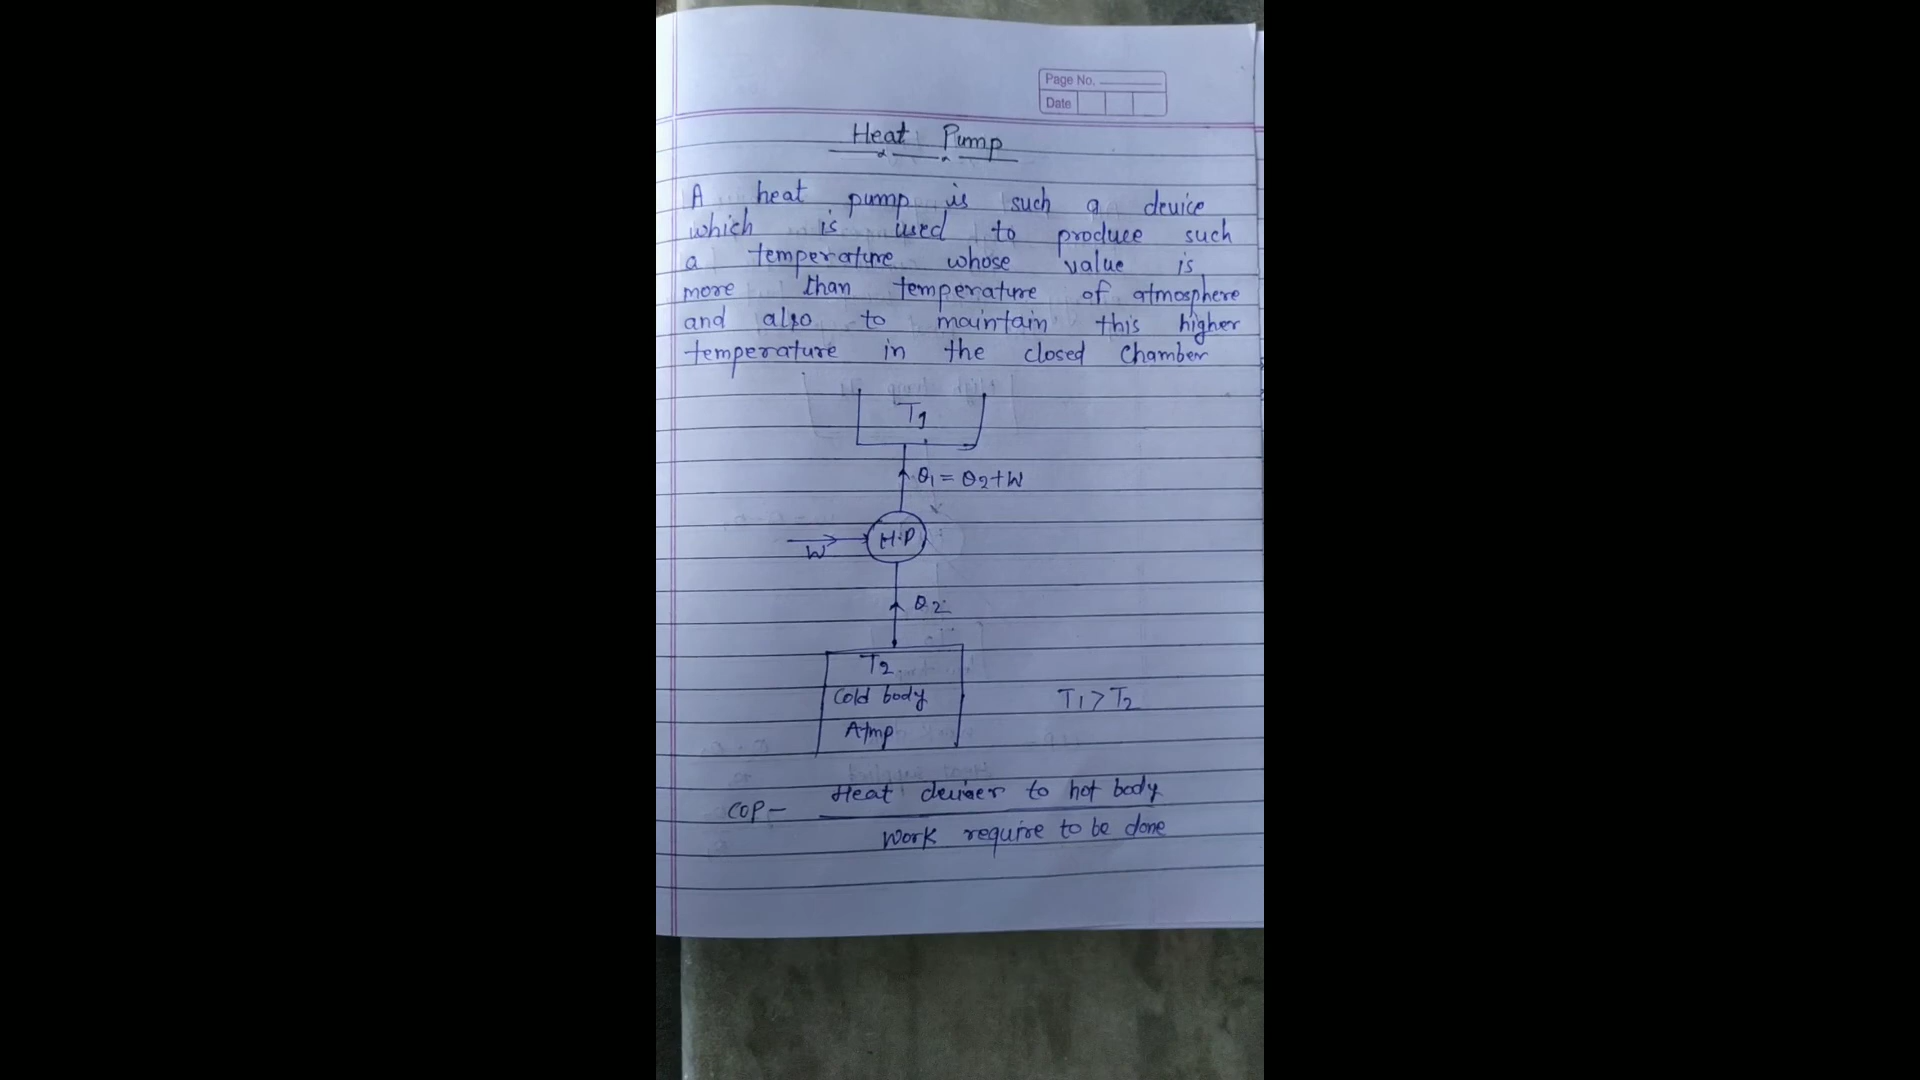 Page No.
Date
Heat Pump
A heat pump is such a device
which is used to produce such
a temperature whose value is
more than temperature of atmosphere
and also to maintain this higher
temperature in the closed chamber
T1
Q1 = Q2+W
H.P
W
Q2
T2
Cold body
Atmp
T1 > T2
COP - Heat deviaer to hot body
Work require to be done